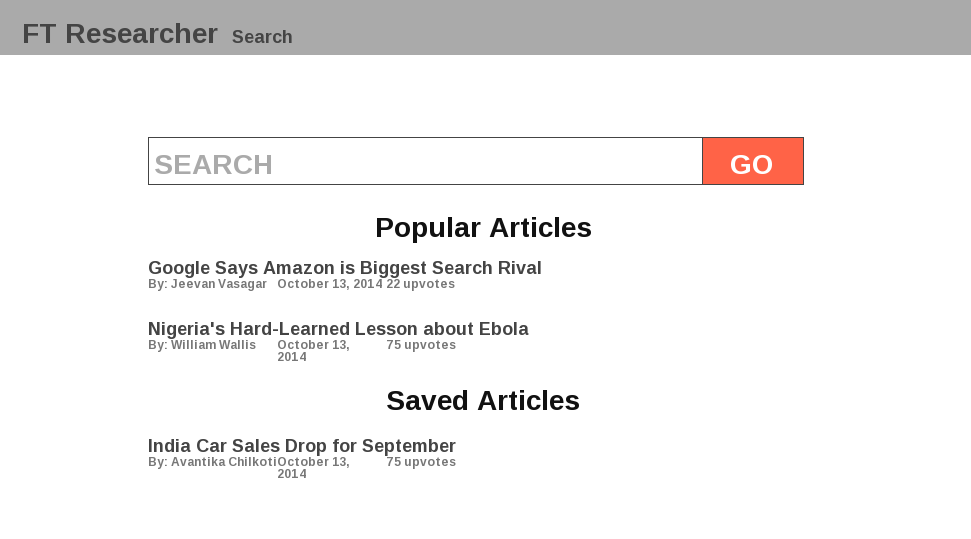 FT Researcher Search
SEARCH GO
Popular Articles
Google Says Amazon is Biggest Search Rival
By: Jeevan Vasagar October 13, 2014 22 upvotes
Nigeria's Hard-Learned Lesson about Ebola
By: William Wallis October 13, 75 upvotes
2014
Saved Articles
India Car Sales Drop for September
By: Avantika Chilkoti October 13, 75 upvotes
2014